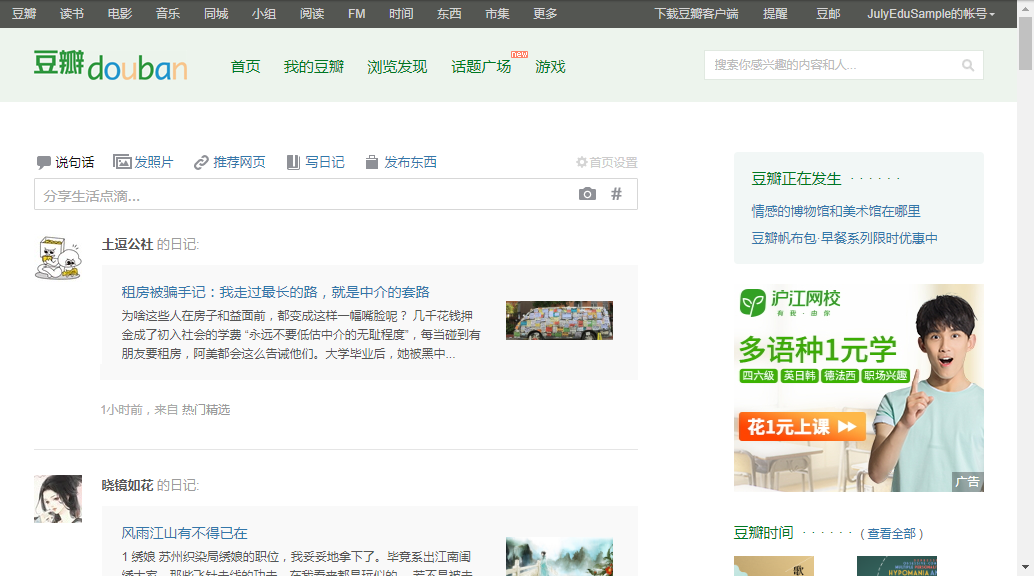 豆瓣 读书 电影 音乐 同城 小组 阅读 FM 时间 东西 市集 更多 下载豆瓣客户端 提醒 豆邮 JulyEduSample的帐号
豆瓣 douban
首页 我的豆瓣 浏览发现 话题广场 new 游戏
搜索你感兴趣的内容和人...
说句话 发照片 推荐网页 写日记 发布东西 首页设置
分享生活点滴... #
土逗公社 的日记:
租房被骗手记:我走过最长的路,就是中介的套路
为啥这些人在房子和益面前,都变成这样一幅嘴脸呢? 几千花钱押
金成了初入社会的学费 “永远不要低估中介的无耻程度”,每当碰到有
朋友要租房,阿美都会这么告诫他们。大学毕业后,她被黑中...
1小时前,来自 热门精选
晓镜如花 的日记:
风雨江山有不得已在
1 绣娘 苏州织染局绣娘的职位,我妥妥地拿下了。毕竟系出江南闺
豆瓣正在发生 · · · · · ·
情感的博物馆和美术馆在哪里
豆瓣帆布包·早餐系列限时优惠中
沪江网校
有我·由你
多语种1元学
四六级 英日韩 德法西 职场兴趣
花1元上课
广告
豆瓣时间 · · · · · · ( 查看全部 )
歌
HYPOMANIA AN